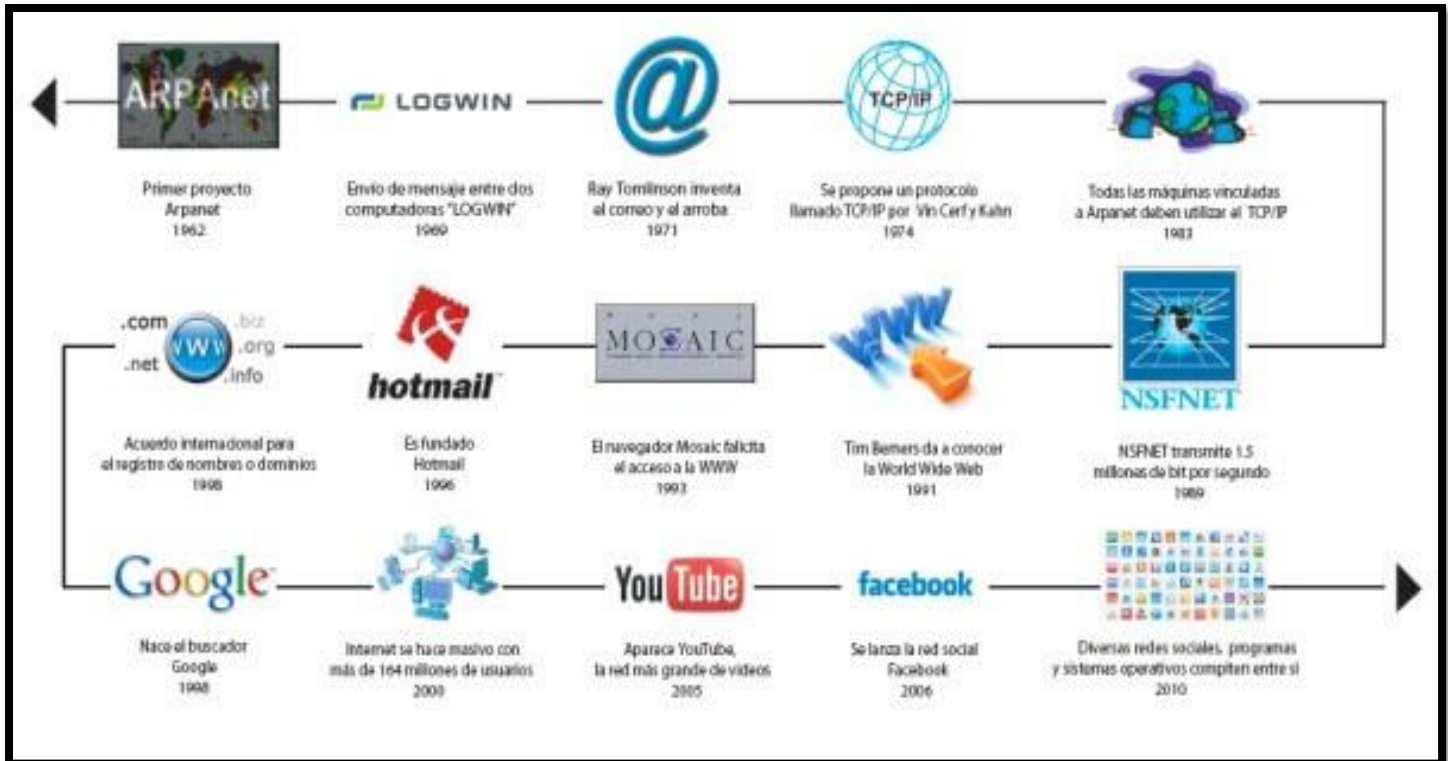 ARPAnet
Primer proyecto
Arpanet
1962
LOGWIN
Envío de mensaje entre dos
computadoras "LOGWIN"
1969
@
Ray Tomlinson inventa
el correo y el arroba
1971
TCP/IP
Se propone un protocolo
llamado TCP/IP por Vin Cerf y Kahn
1974
Todas las máquinas vinculadas
a Arpanet deben utilizar el TCP/IP
1983
NSFNET
NSFNET transmite 1.5
millones de bit por segundo
1989
WWW
Tim Berners da a conocer
la World Wide Web
1991
MOSAIC
El navegador Mosaic falicita
el acceso a la WWW
1993
hotmail
Es fundado
Hotmail
1996
.com
.biz
www
.org
.net
.info
Acuerdo internacional para
el registro de nombres o dominios
1998
Google
Nace el buscador
Google
1998
Internet se hace masivo con
más de 164 millones de usuarios
2000
YouTube
Aparece YouTube,
la red más grande de videos
2005
facebook
Se lanza la red social
Facebook
2006
Diversas redes sociales, programas
y sistemas operativos compiten entre sí
2010